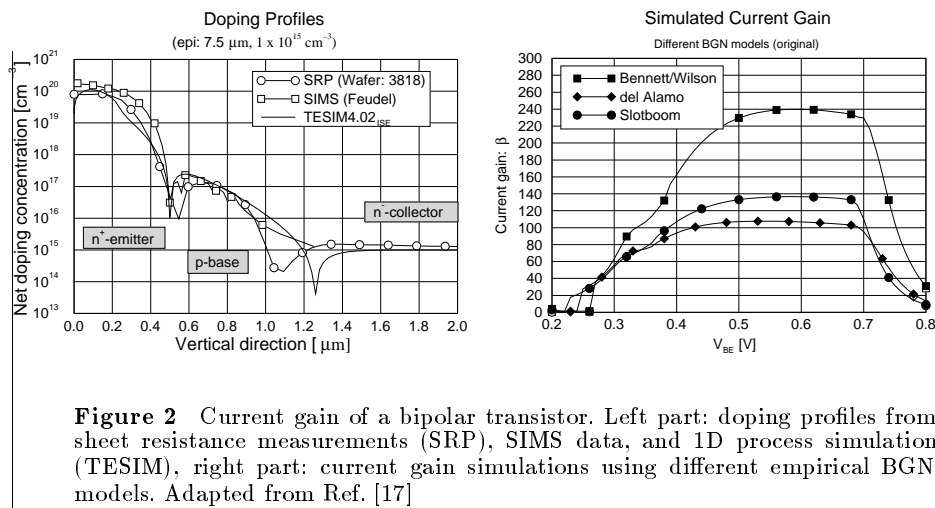 Doping Profiles
(epi: 7.5 µm, 1 x 10¹⁵ cm⁻³)
Net doping concentration [cm⁻³]
10²¹
10²⁰
10¹⁹
10¹⁸
10¹⁷
10¹⁶
10¹⁵
10¹⁴
10¹³
SRP (Wafer: 3818)
SIMS (Feudel)
TESIM4.02ISE
n⁺-emitter
p-base
n⁻-collector
0.0 0.2 0.4 0.6 0.8 1.0 1.2 1.4 1.6 1.8 2.0
Vertical direction [ µm]
Simulated Current Gain
Different BGN models (original)
Current gain: β
300
280
260
240
220
200
180
160
140
120
100
80
60
40
20
0
Bennett/Wilson
del Alamo
Slotboom
0.2 0.3 0.4 0.5 0.6 0.7 0.8
VBE [V]
Figure 2 Current gain of a bipolar transistor. Left part: doping profiles from
sheet resistance measurements (SRP), SIMS data, and 1D process simulation
(TESIM), right part: current gain simulations using different empirical BGN
models. Adapted from Ref. [17]